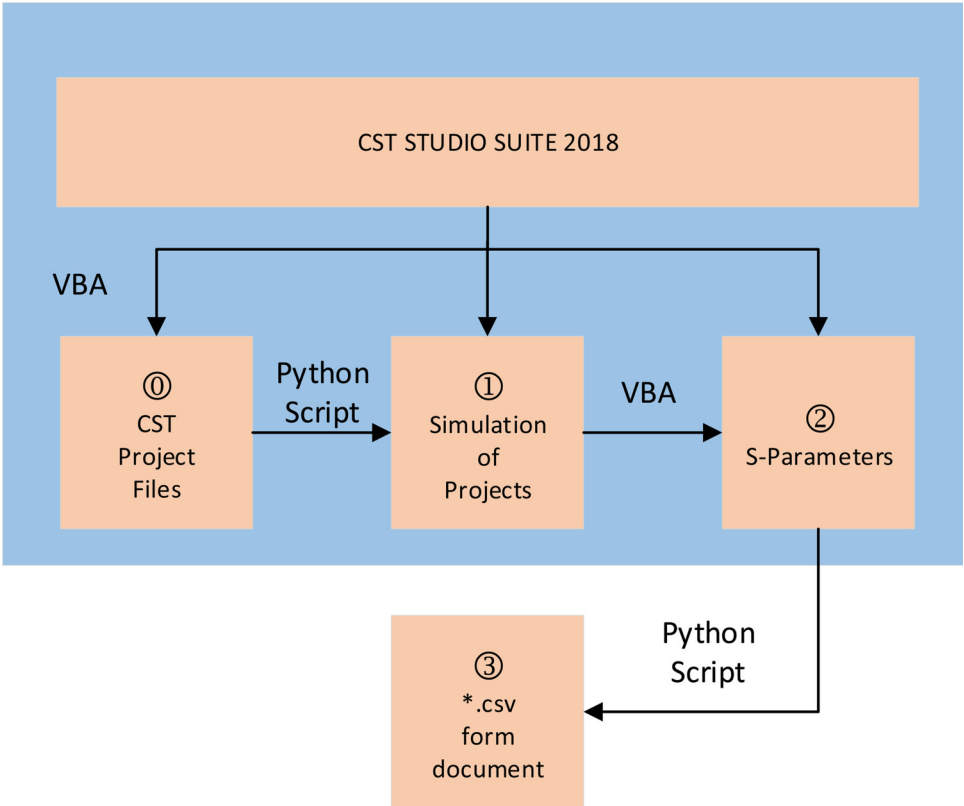 CST STUDIO SUITE 2018
VBA
⓪
CST
Project
Files
Python
Script
①
Simulation
of
Projects
VBA
②
S-Parameters
Python
Script
③
*.csv
form
document